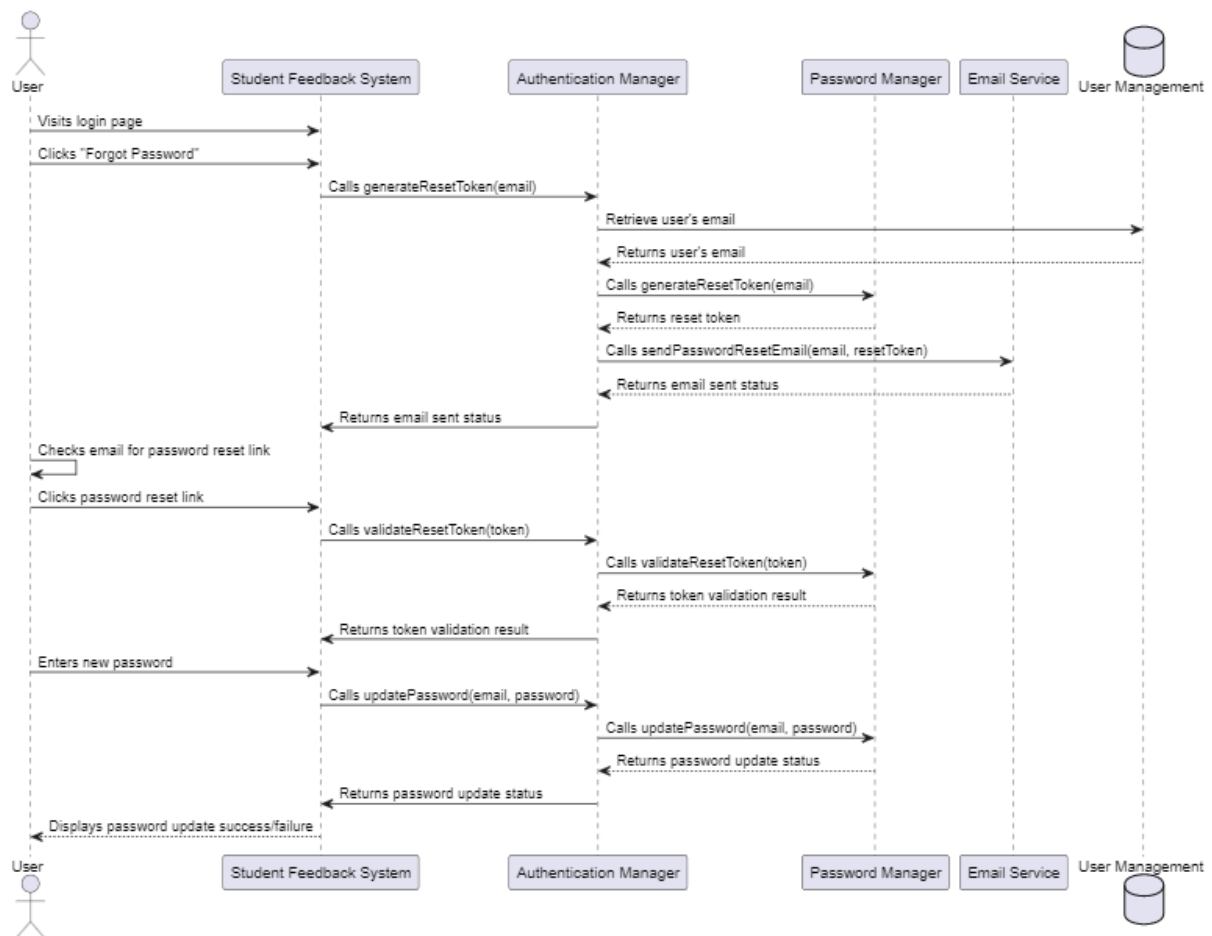 User
Student Feedback System
Authentication Manager
Password Manager
Email Service
User Management
Visits login page
Clicks "Forgot Password"
Calls generateResetToken(email)
Retrieve user's email
Returns user's email
Calls generateResetToken(email)
Returns reset token
Calls sendPasswordResetEmail(email, resetToken)
Returns email sent status
Returns email sent status
Checks email for password reset link
Clicks password reset link
Calls validateResetToken(token)
Calls validateResetToken(token)
Returns token validation result
Returns token validation result
Enters new password
Calls updatePassword(email, password)
Calls updatePassword(email, password)
Returns password update status
Returns password update status
Displays password update success/failure
User
Student Feedback System
Authentication Manager
Password Manager
Email Service
User Management